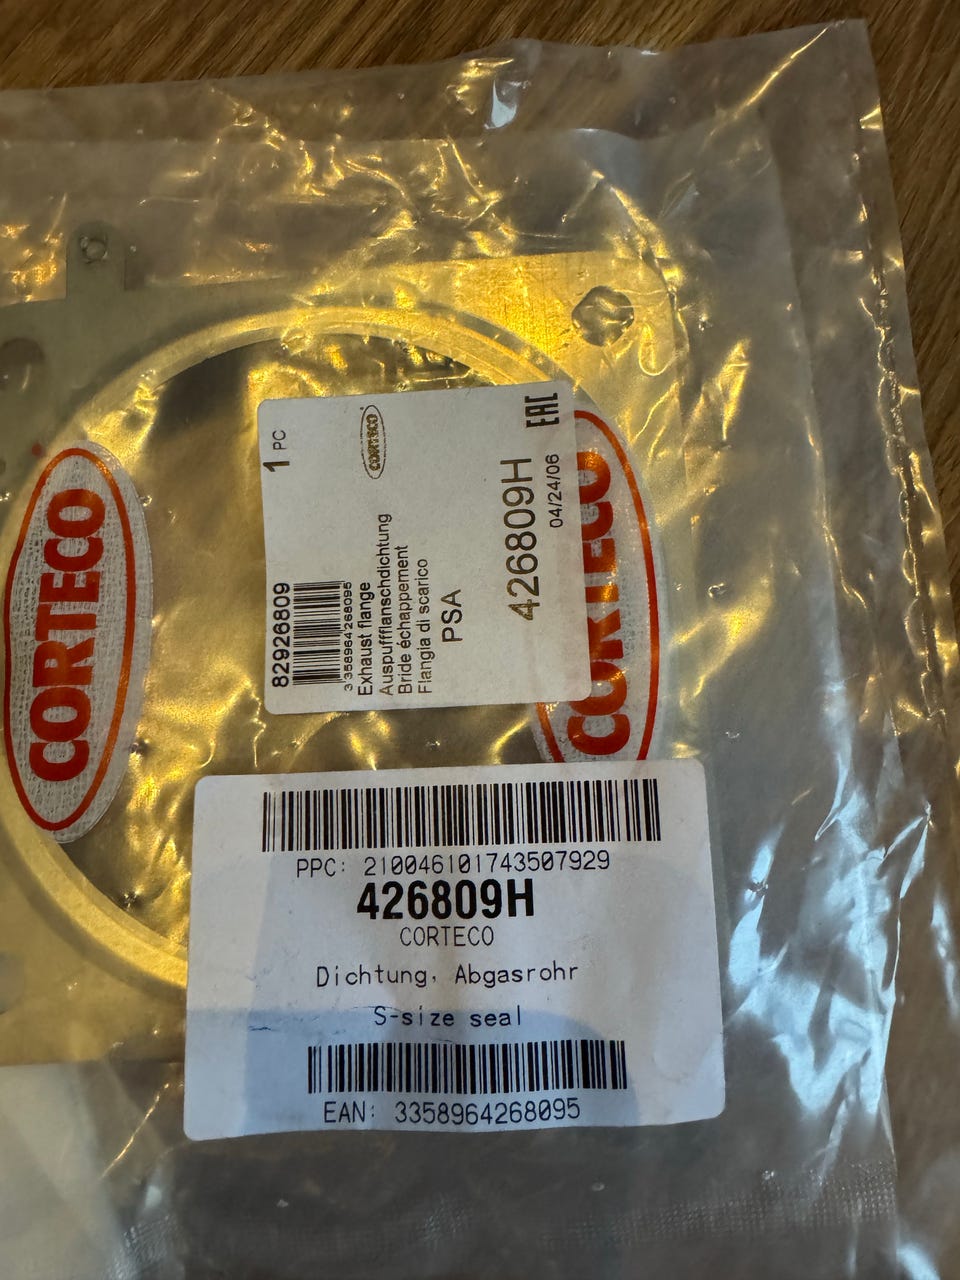 CORTECO
1 PC
CORTECO
EAC
82926809
3358964268095
Exhaust flange
Auspuffflanschdichtung
Bride échappement
Flangia di scarico
PSA
426809H
04/24/06
CORTECO
PPC: 210046101743507929
426809H
CORTECO
Dichtung, Abgasrohr
S-size seal
EAN: 3358964268095